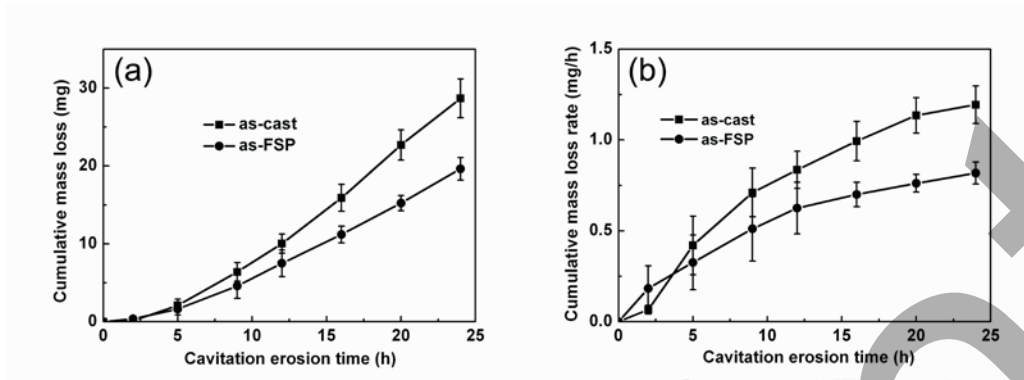 (a)
Cumulative mass loss (mg)
30
20
10
0
as-cast
as-FSP
0 5 10 15 20 25
Cavitation erosion time (h)
(b)
Cumulative mass loss rate (mg/h)
1.5
1.0
0.5
0.0
as-cast
as-FSP
0 5 10 15 20 25
Cavitation erosion time (h)